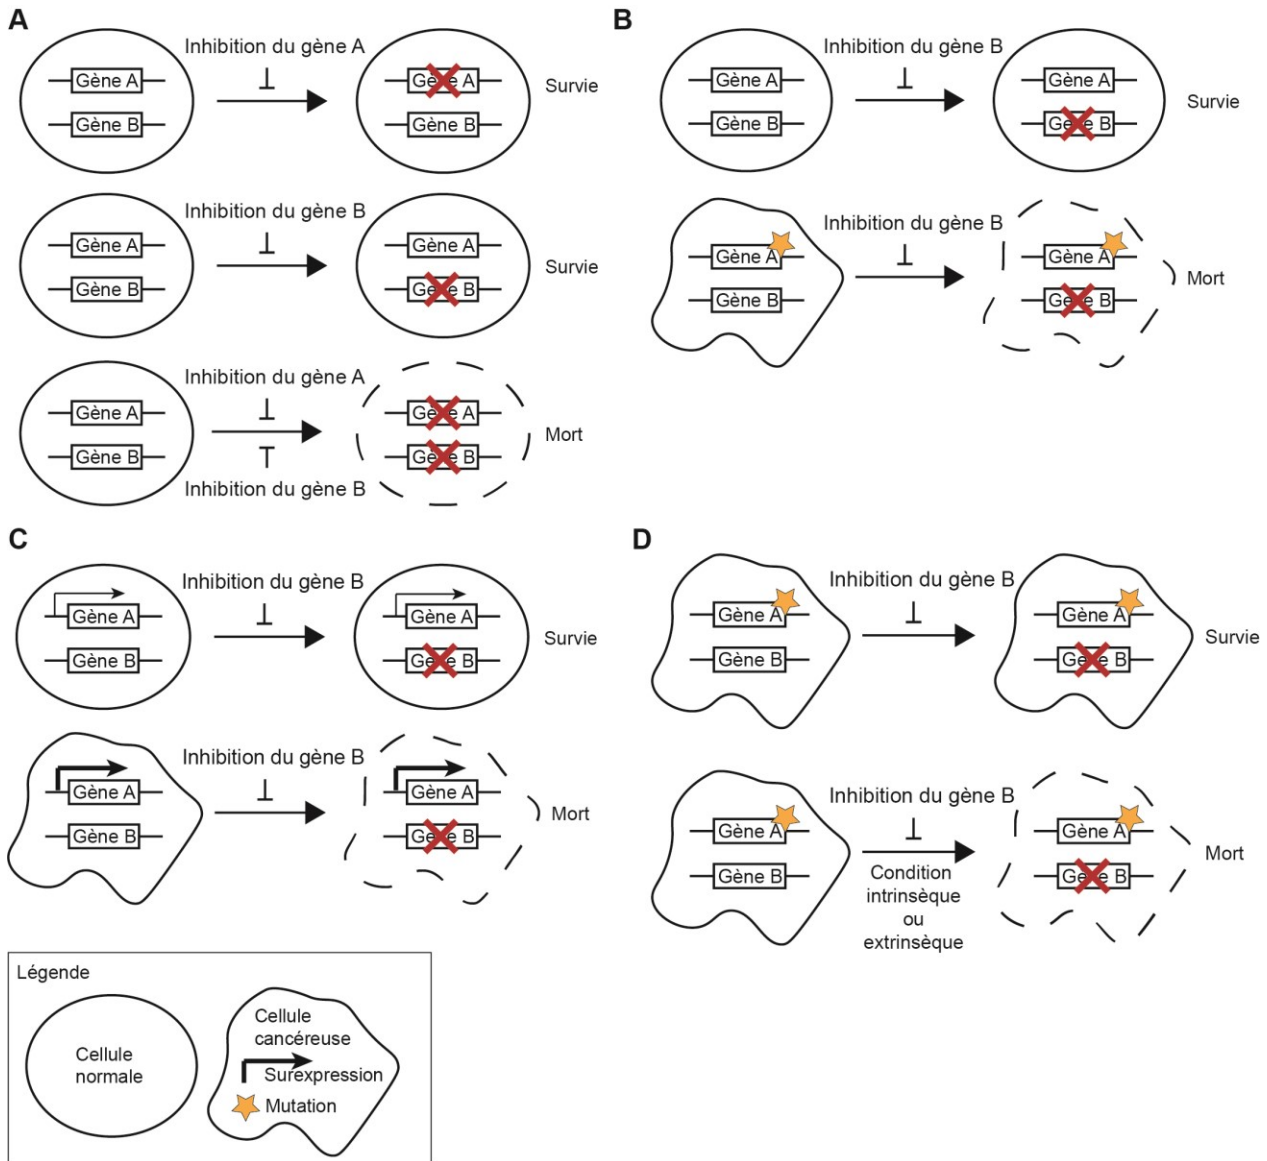 A
Inhibition du gène A
Gène A
Gène B
Gène A
Gène B
Survie
Inhibition du gène B
Gène A
Gène B
Gène A
Gène B
Survie
Inhibition du gène A
Gène A
Gène B
Inhibition du gène B
Gène A
Gène B
Mort
B
Inhibition du gène B
Gène A
Gène B
Gène A
Gène B
Survie
Inhibition du gène B
Gène A
Gène B
Gène A
Gène B
Mort
C
Inhibition du gène B
Gène A
Gène B
Gène A
Gène B
Survie
Inhibition du gène B
Gène A
Gène B
Gène A
Gène B
Mort
D
Inhibition du gène B
Gène A
Gène B
Gène A
Gène B
Survie
Inhibition du gène B
Gène A
Gène B
Condition
intrinsèque
ou
extrinsèque
Gène A
Gène B
Mort
Légende
Cellule
normale
Cellule
cancéreuse
Surexpression
Mutation